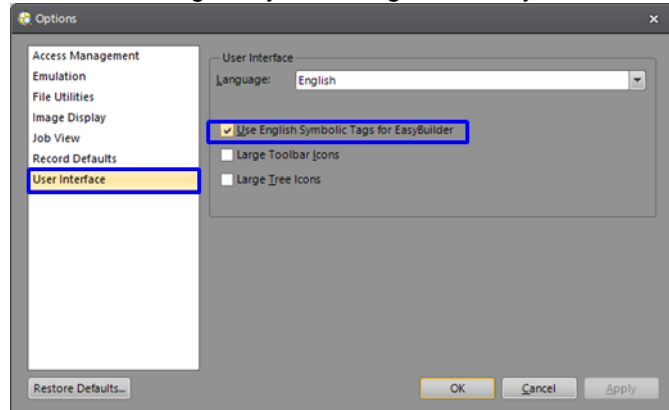 Options
Access Management
Emulation
File Utilities
Image Display
Job View
Record Defaults
User Interface
User Interface
Language: English
Use English Symbolic Tags for EasyBuilder
Large Toolbar Icons
Large Tree Icons
Restore Defaults...
OK Cancel Apply